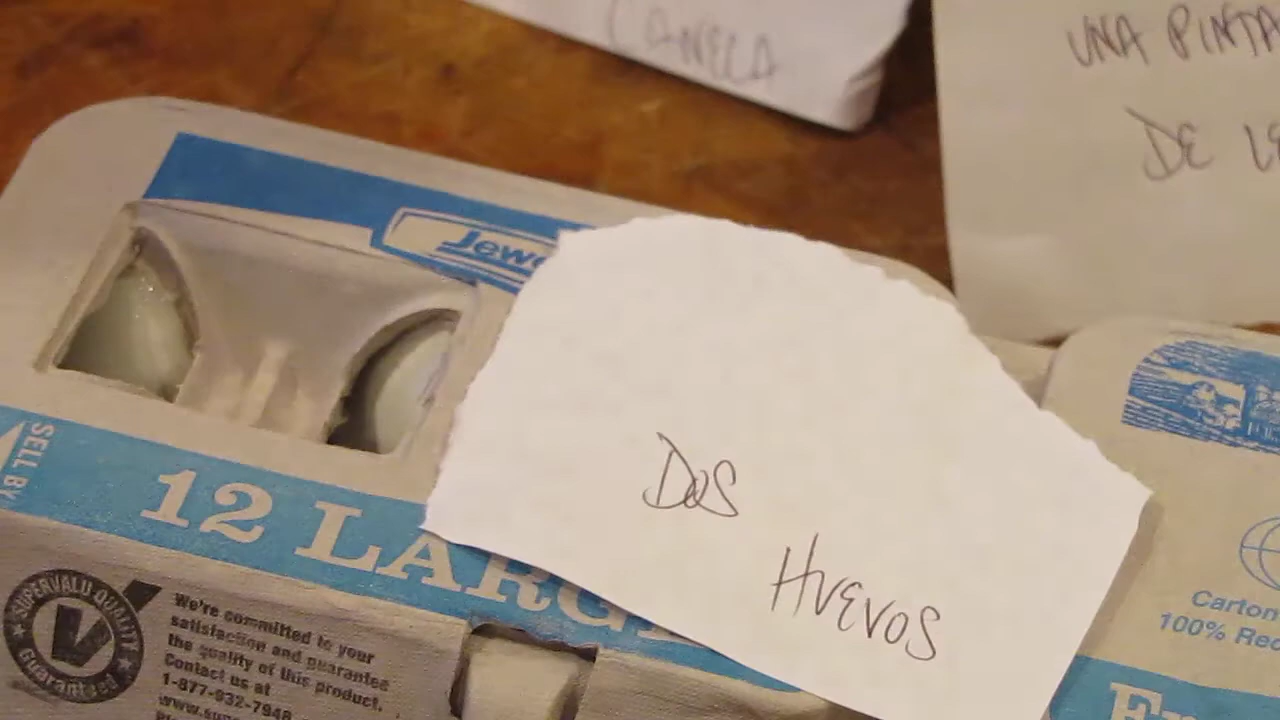 CANELA
UNA PINTA
DE
Jewe
DOS
HUEVOS
SELL BY
12 LARG
SUPERVALU QUALITY
Guaranteed
We're committed to your
satisfaction and guarantee
the quality of this product.
Contact us at
1-877-932-7948
Carton
100%